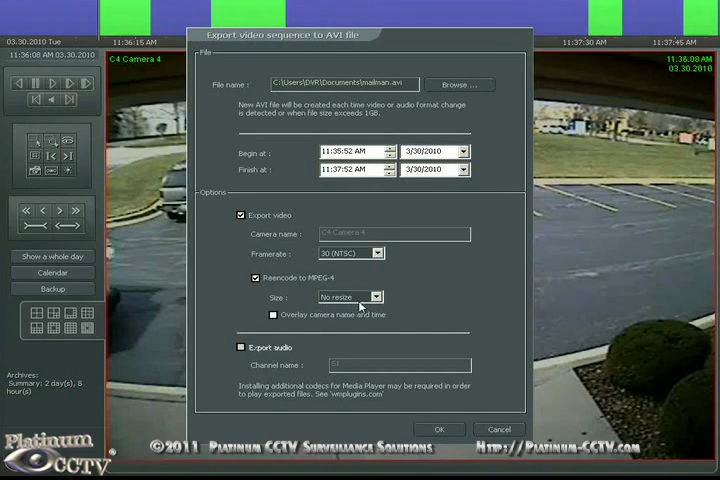 03.30.2010 Tue
11:36:15 AM
11:37:30 AM
11:37:45 AM
11:36:08 AM 03.30.2010
C4 Camera 4
11:36:08 AM
03.30.2010
Export video sequence to AVI file
File
File name :
C:\Users\DVR\Documents\mailman.avi
Browse ...
New AVI file will be created each time video or audio format change
is detected or when file size exceeds 1GB.
Begin at :
11:35:52 AM
3/30/2010
Finish at :
11:37:52 AM
3/30/2010
Options
Export video
Camera name :
C4 Camera 4
Framerate :
30 (NTSC)
Reencode to MPEG-4
Size :
No resize
Overlay camera name and time
Export audio
Channel name :
S1
Installing additional codecs for Media Player may be required in order
to play exported files. See 'wmplugins.com'
OK
Cancel
Show a whole day
Calendar
Backup
Archives:
Summary: 2 day(s), 8
hour(s)
Platinum
CCTV
®
©2011 Platinum CCTV Surveillance Solutions
Http://Platinum-CCTV.com